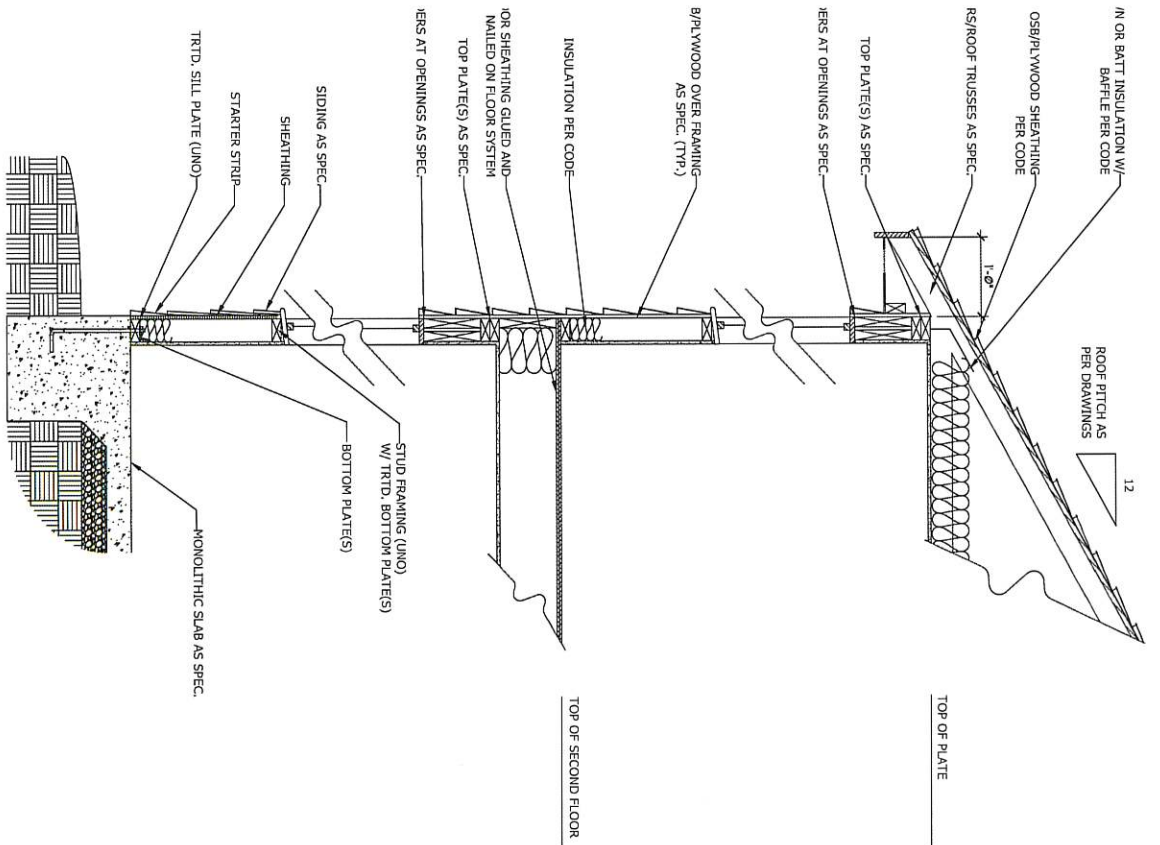 /N OR BATT INSULATION W/
BAFFLE PER CODE
OSB/PLYWOOD SHEATHING
PER CODE
RS/ROOF TRUSSES AS SPEC.
TOP PLATE(S) AS SPEC.
DERS AT OPENINGS AS SPEC.
B/PLYWOOD OVER FRAMING
AS SPEC. (TYP.)
INSULATION PER CODE
OR SHEATHING GLUED AND
NAILED ON FLOOR SYSTEM
TOP PLATE(S) AS SPEC.
DERS AT OPENINGS AS SPEC.
SIDING AS SPEC.
SHEATHING
STARTER STRIP
TRTD. SILL PLATE (UNO)
1'-0"
12
ROOF PITCH AS
PER DRAWINGS
STUD FRAMING (UNO)
W/ TRTD. BOTTOM PLATE(S)
BOTTOM PLATE(S)
MONOLITHIC SLAB AS SPEC.
TOP OF PLATE
TOP OF SECOND FLOOR